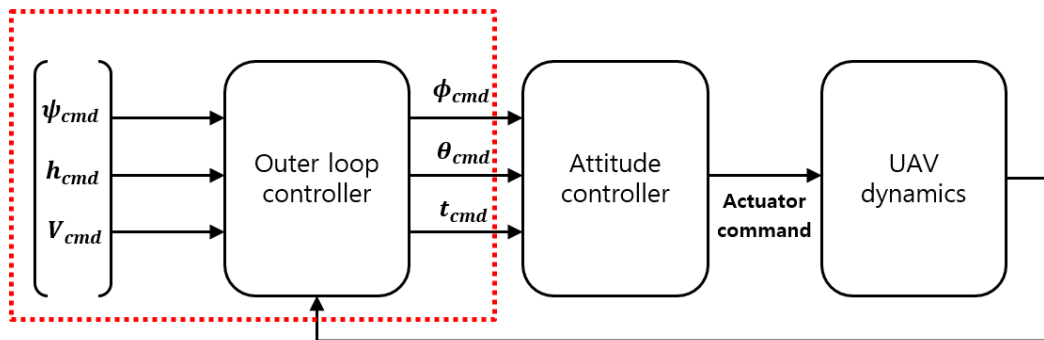 ψcmd
hcmd
Vcmd
Outer loop
controller
ϕcmd
θcmd
tcmd
Attitude
controller
Actuator
command
UAV
dynamics